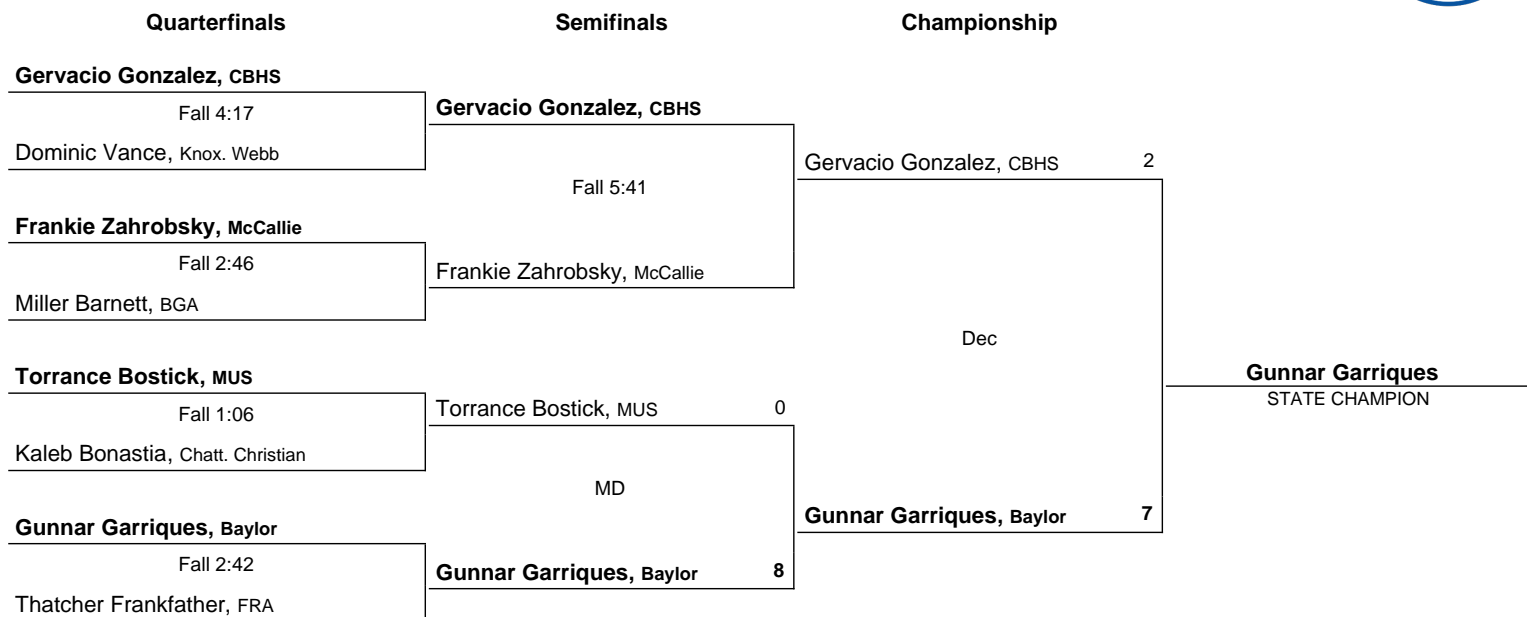 Quarterfinals Semifinals Championship
Gervacio Gonzalez, CBHS
Fall 4:17
Dominic Vance, Knox. Webb
Frankie Zahrobsky, McCallie
Fall 2:46
Miller Barnett, BGA
Torrance Bostick, MUS
Fall 1:06
Kaleb Bonastia, Chatt. Christian
Gunnar Garriques, Baylor
Fall 2:42
Thatcher Frankfather, FRA
Gervacio Gonzalez, CBHS
Fall 5:41
Frankie Zahrobsky, McCallie
Torrance Bostick, MUS 0
MD
Gunnar Garriques, Baylor 8
Gervacio Gonzalez, CBHS 2
Dec
Gunnar Garriques, Baylor 7
Gunnar Garriques
STATE CHAMPION